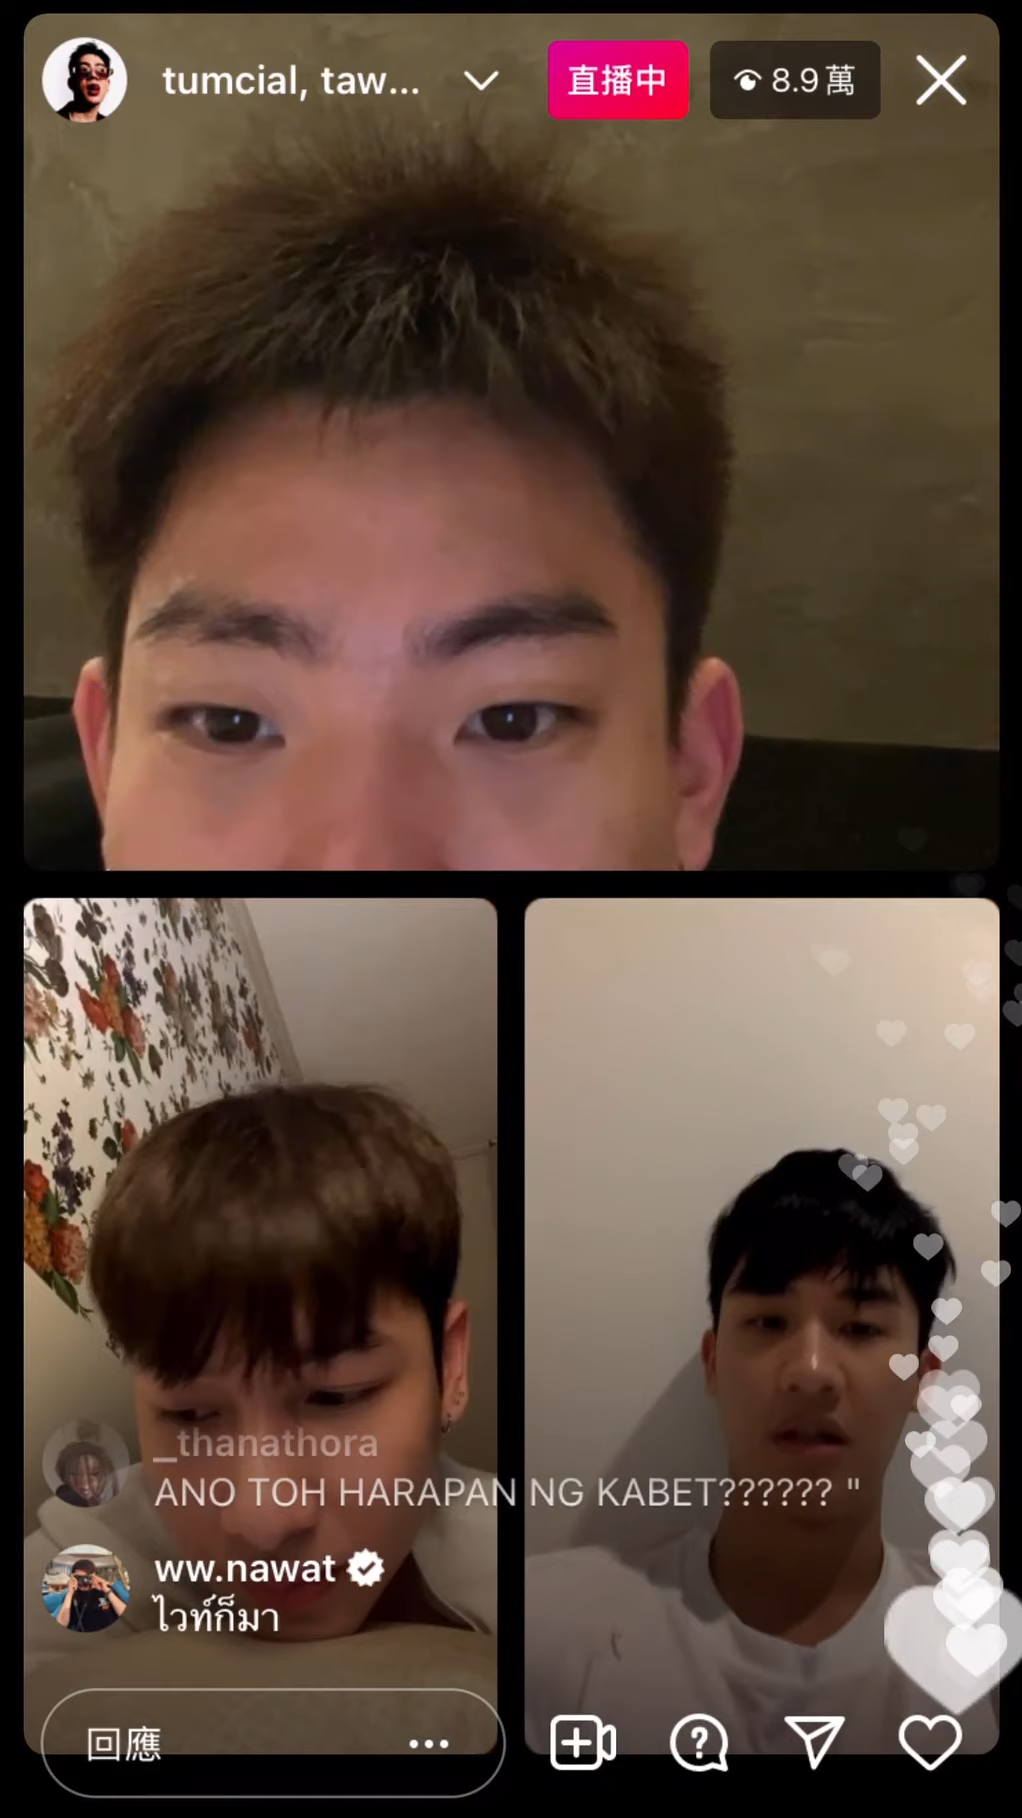 tumcial, taw...
直播中
8.9萬
_thanathora
ANO TOH HARAPAN NG KABET?????? "
ww.nawat
ไวท์ก็มา
回應